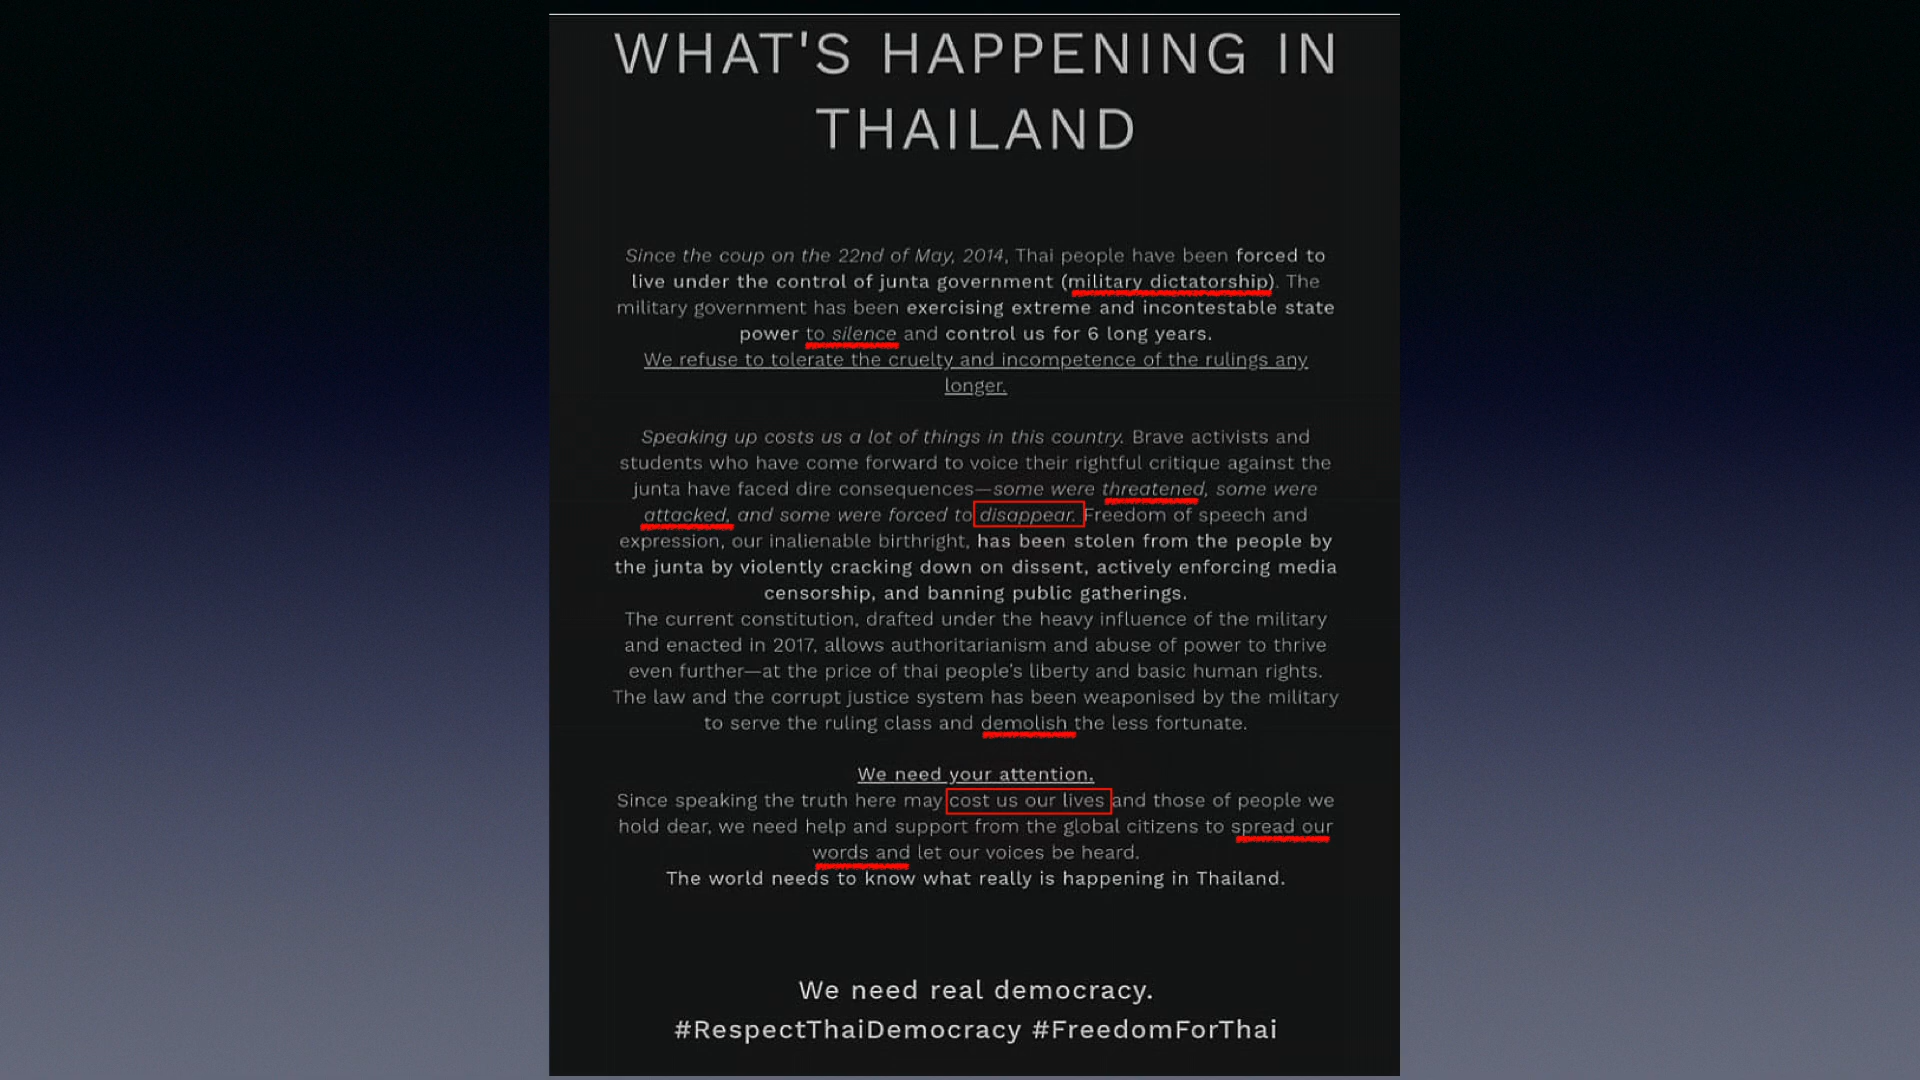 WHAT'S HAPPENING IN
THAILAND
Since the coup on the 22nd of May, 2014, Thai people have been forced to
live under the control of junta government (military dictatorship). The
military government has been exercising extreme and incontestable state
power to silence and control us for 6 long years.
We refuse to tolerate the cruelty and incompetence of the rulings any
longer.
Speaking up costs us a lot of things in this country. Brave activists and
students who have come forward to voice their rightful critique against the
junta have faced dire consequences—some were threatened, some were
attacked, and some were forced to disappear. Freedom of speech and
expression, our inalienable birthright, has been stolen from the people by
the junta by violently cracking down on dissent, actively enforcing media
censorship, and banning public gatherings.
The current constitution, drafted under the heavy influence of the military
and enacted in 2017, allows authoritarianism and abuse of power to thrive
even further—at the price of thai people's liberty and basic human rights.
The law and the corrupt justice system has been weaponised by the military
to serve the ruling class and demolish the less fortunate.
We need your attention.
Since speaking the truth here may cost us our lives and those of people we
hold dear, we need help and support from the global citizens to spread our
words and let our voices be heard.
The world needs to know what really is happening in Thailand.
We need real democracy.
#RespectThaiDemocracy #FreedomForThai